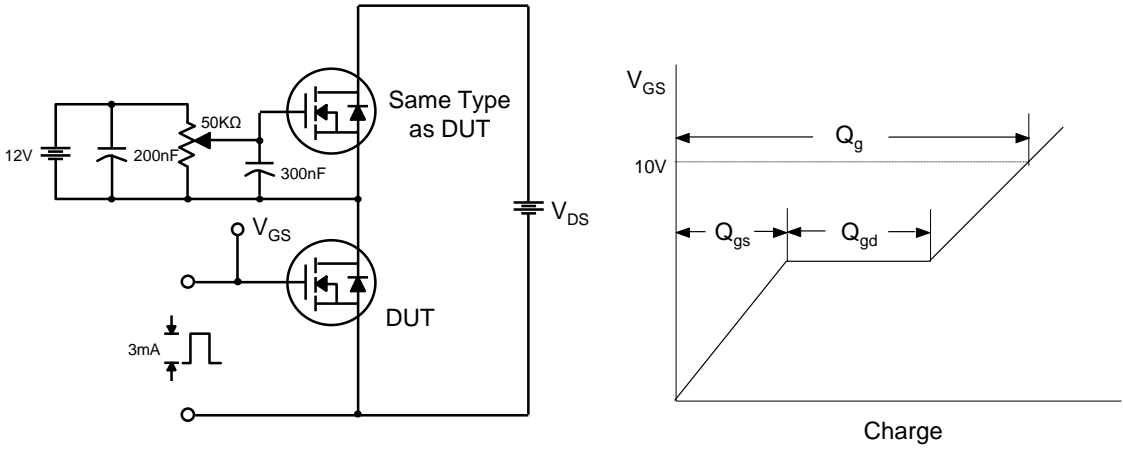 12V
200nF
50KΩ
300nF
Same Type
as DUT
V_DS
V_GS
DUT
3mA
V_GS
10V
Q_g
Q_gs
Q_gd
Charge